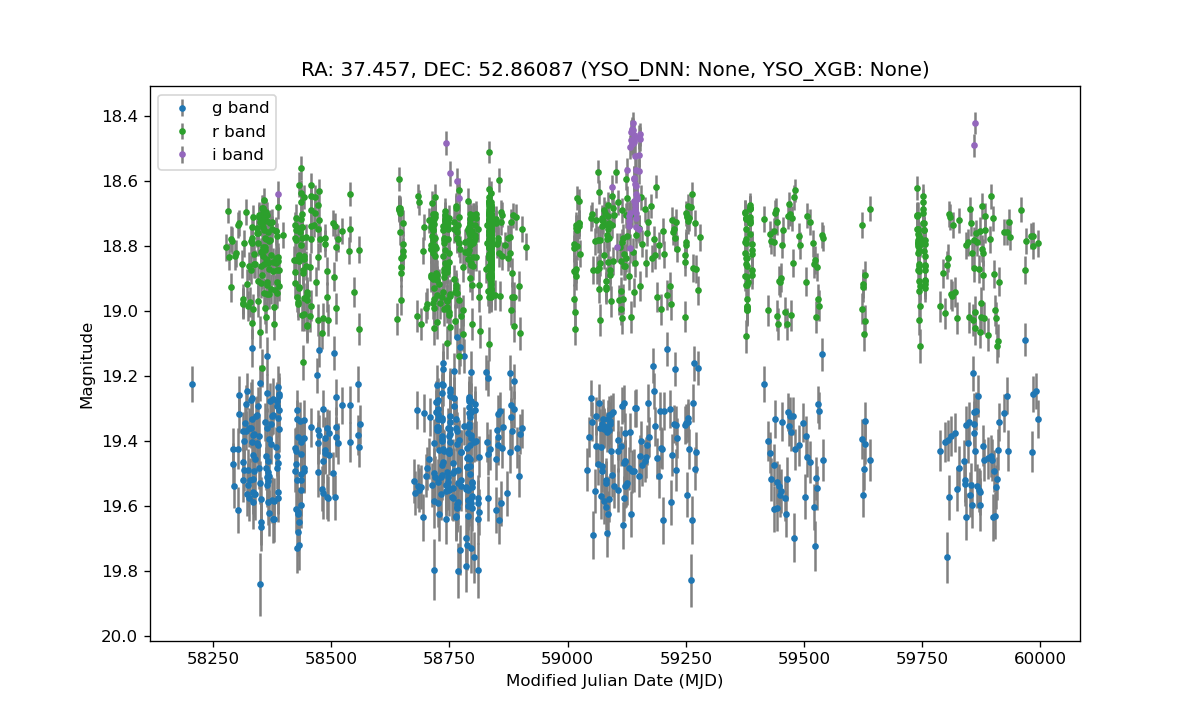 RA: 37.457, DEC: 52.86087 (YSO_DNN: None, YSO_XGB: None)
g band
r band
i band
Magnitude
18.4
18.6
18.8
19.0
19.2
19.4
19.6
19.8
20.0
58250 58500 58750 59000 59250 59500 59750 60000
Modified Julian Date (MJD)